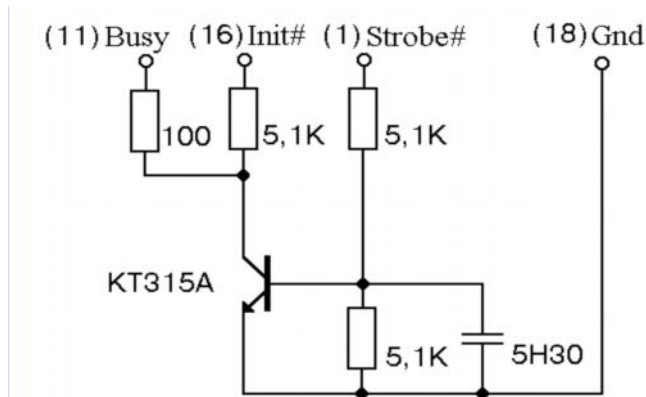 (11) Busy (16) Init# (1) Strobe# (18) Gnd
100 5,1K 5,1K
KT315A
5,1K 5H30